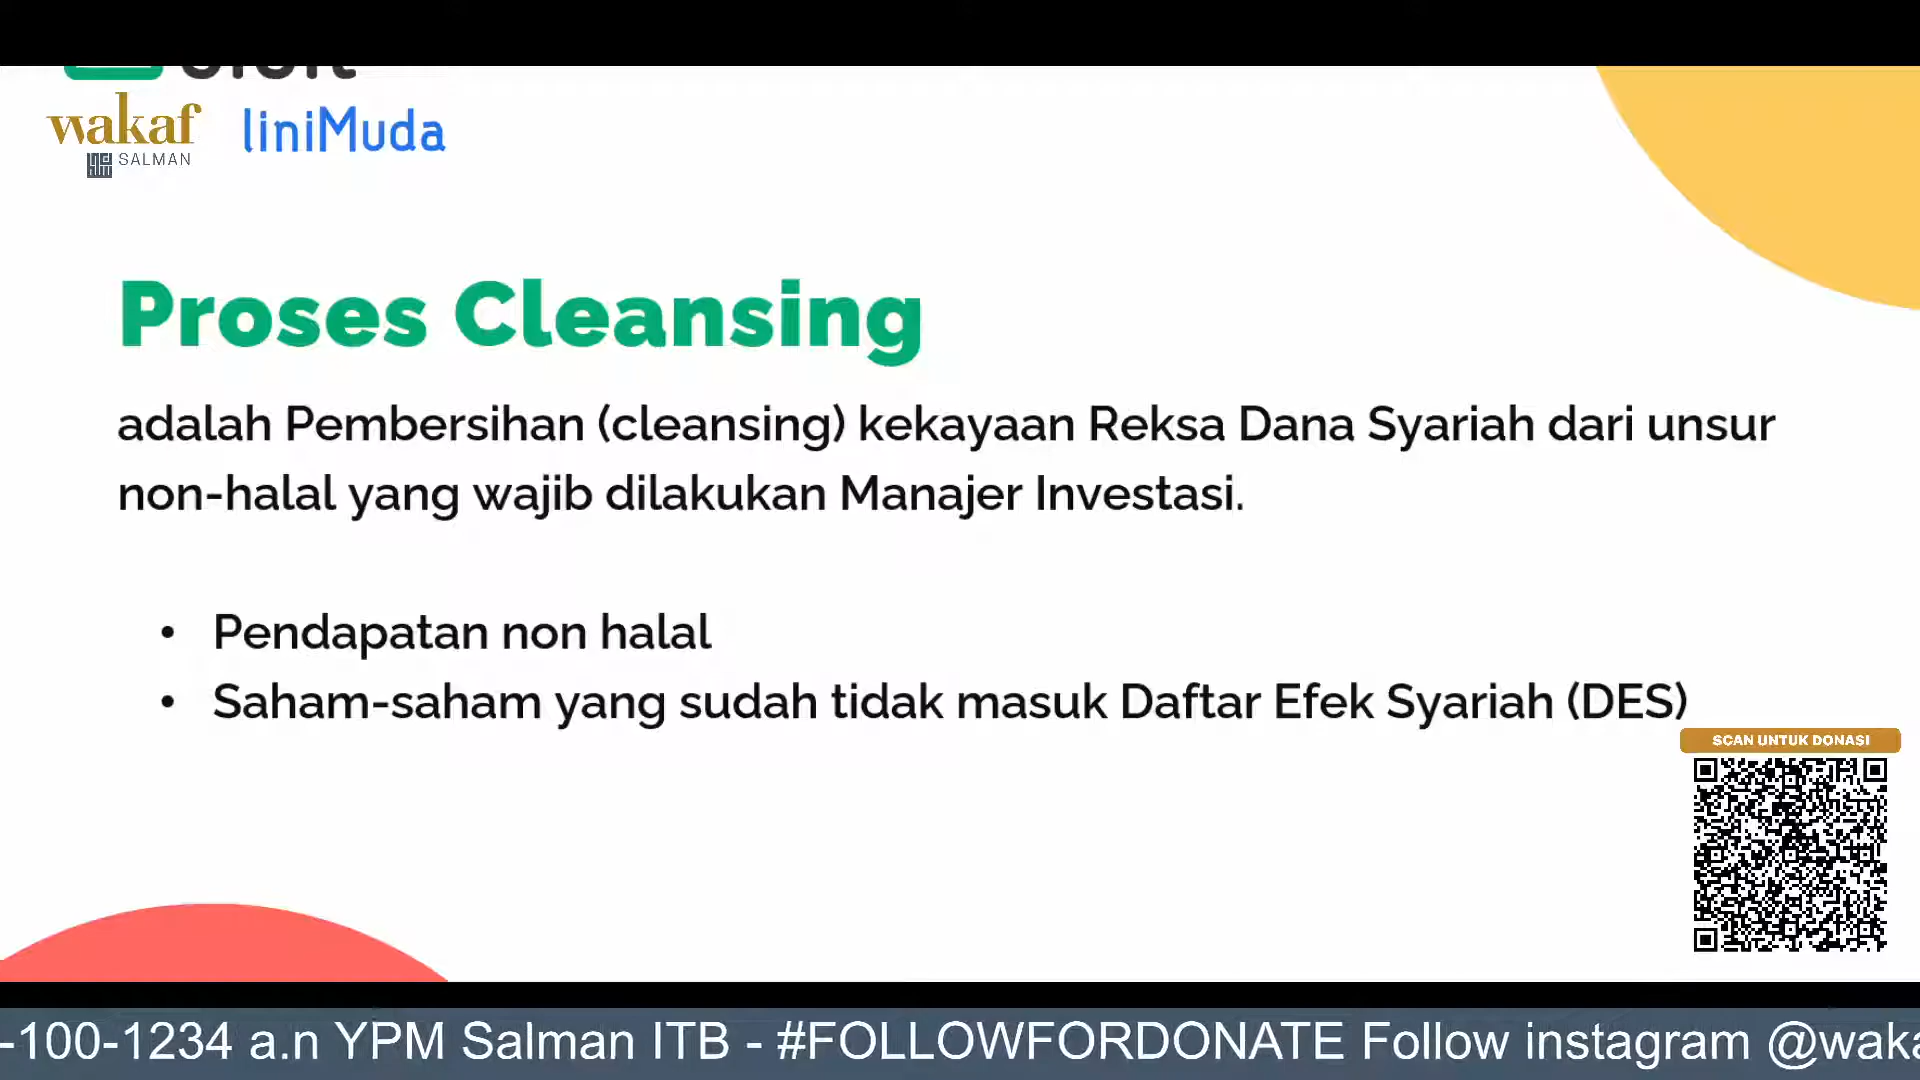 wakaf
SALMAN
liniMuda
Proses Cleansing
adalah Pembersihan (cleansing) kekayaan Reksa Dana Syariah dari unsur
non-halal yang wajib dilakukan Manajer Investasi.
• Pendapatan non halal
• Saham-saham yang sudah tidak masuk Daftar Efek Syariah (DES)
SCAN UNTUK DONASI
-100-1234 a.n YPM Salman ITB - #FOLLOWFORDONATE Follow instagram @waka